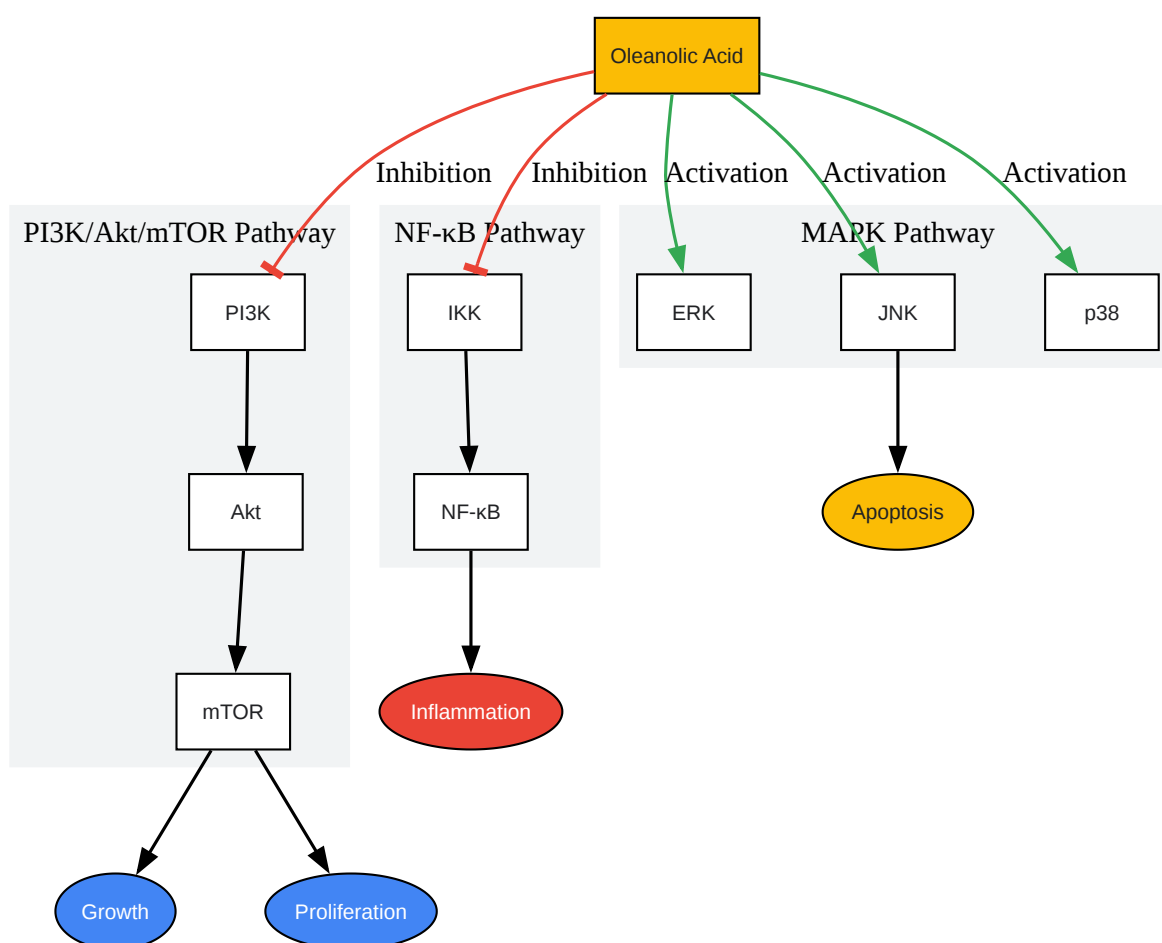 Oleanolic Acid
Inhibition
Inhibition
Activation
Activation
Activation
PI3K/Akt/mTOR Pathway
NF-κB Pathway
MAPK Pathway
PI3K
IKK
ERK
JNK
p38
Akt
NF-κB
Apoptosis
mTOR
Inflammation
Growth
Proliferation